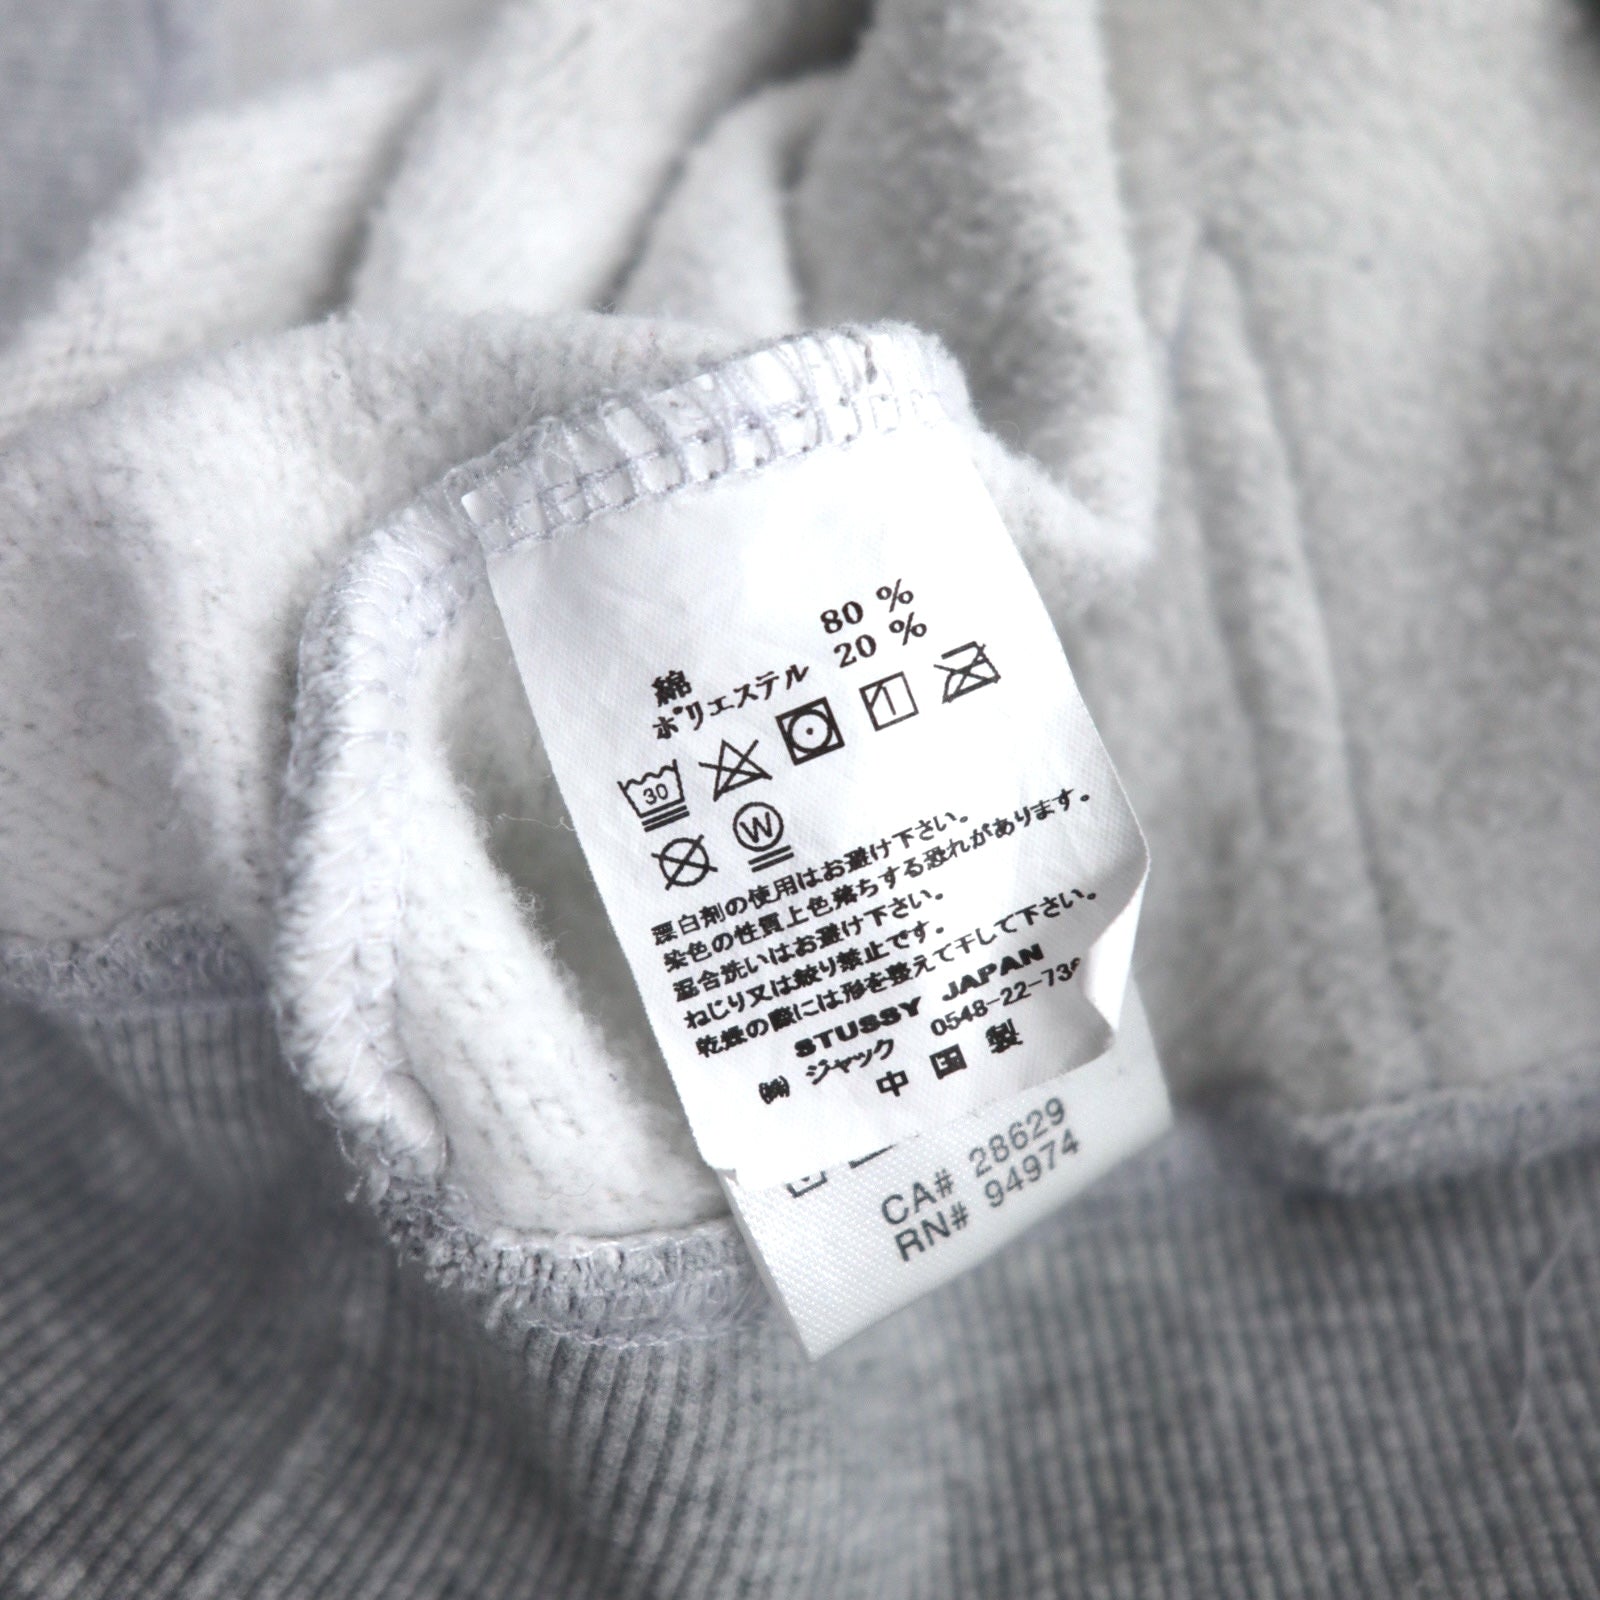 綿 80 %
ポリエステル 20 %
30
W
漂白剤の使用はお避け下さい。
染色の性質上色落ちする恐れがあります。
混合洗いはお避け下さい。
ねじり又は絞り禁止です。
乾燥の際には形を整えて干して下さい。
STUSSY JAPAN
㈱ ジャック 0548-22-73
中国製
CA# 28629
RN# 94974